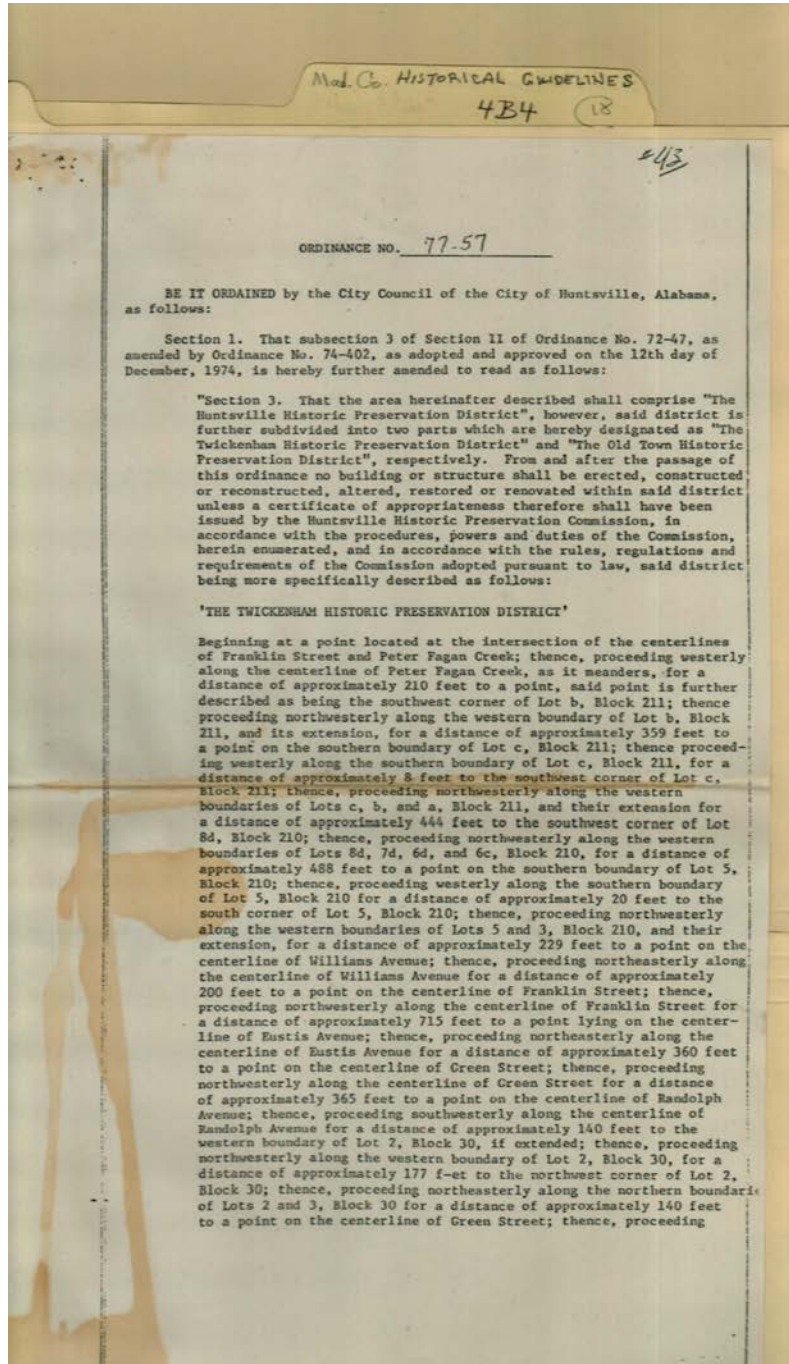 Mad. Co. HISTORICAL GUIDELINES
4B4 18
#43
ORDINANCE NO. 77-57
BE IT ORDAINED by the City Council of the City of Huntsville, Alabama,
as follows:
Section 1. That subsection 3 of Section II of Ordinance No. 72-47, as
amended by Ordinance No. 74-402, as adopted and approved on the 12th day of
December, 1974, is hereby further amended to read as follows:
"Section 3. That the area hereinafter described shall comprise "The
Huntsville Historic Preservation District", however, said district is
further subdivided into two parts which are hereby designated as "The
Twickenham Historic Preservation District" and "The Old Town Historic
Preservation District", respectively. From and after the passage of
this ordinance no building or structure shall be erected, constructed
or reconstructed, altered, restored or renovated within said district
unless a certificate of appropriateness therefore shall have been
issued by the Huntsville Historic Preservation Commission, in
accordance with the procedures, powers and duties of the Commission,
herein enumerated, and in accordance with the rules, regulations and
requirements of the Commission adopted pursuant to law, said district
being more specifically described as follows:
'THE TWICKENHAM HISTORIC PRESERVATION DISTRICT'
Beginning at a point located at the intersection of the centerlines
of Franklin Street and Peter Fagan Creek; thence, proceeding westerly
along the centerline of Peter Fagan Creek, as it meanders, for a
distance of approximately 210 feet to a point, said point is further
described as being the southwest corner of Lot b, Block 211; thence
proceeding northwesterly along the western boundary of Lot b, Block
211, and its extension, for a distance of approximately 359 feet to
a point on the southern boundary of Lot c, Block 211; thence proceed-
ing westerly along the southern boundary of Lot c, Block 211, for a
distance of approximately 8 feet to the southwest corner of Lot c,
Block 211; thence, proceeding northwesterly along the western
boundaries of Lots c, b, and a, Block 211, and their extension for
a distance of approximately 444 feet to the southwest corner of Lot
8d, Block 210; thence, proceeding northwesterly along the western
boundaries of Lots 8d, 7d, 6d, and 6c, Block 210, for a distance of
approximately 488 feet to a point on the southern boundary of Lot 5,
Block 210; thence, proceeding westerly along the southern boundary
of Lot 5, Block 210 for a distance of approximately 20 feet to the
south corner of Lot 5, Block 210; thence, proceeding northwesterly
along the western boundaries of Lots 5 and 3, Block 210, and their
extension, for a distance of approximately 229 feet to a point on the
centerline of Williams Avenue; thence, proceeding northeasterly along
the centerline of Williams Avenue for a distance of approximately
200 feet to a point on the centerline of Franklin Street; thence,
proceeding northwesterly along the centerline of Franklin Street for
a distance of approximately 715 feet to a point lying on the center-
line of Eustis Avenue; thence, proceeding northeasterly along the
centerline of Eustis Avenue for a distance of approximately 360 feet
to a point on the centerline of Green Street; thence, proceeding
northwesterly along the centerline of Green Street for a distance
of approximately 365 feet to a point on the centerline of Randolph
Avenue; thence, proceeding southwesterly along the centerline of
Randolph Avenue for a distance of approximately 140 feet to the
western boundary of Lot 2, Block 30, if extended; thence, proceeding
northwesterly along the western boundary of Lot 2, Block 30, for a
distance of approximately 177 f-et to the northwest corner of Lot 2,
Block 30; thence, proceeding northeasterly along the northern boundarie
of Lots 2 and 3, Block 30 for a distance of approximately 140 feet
to a point on the centerline of Green Street; thence, proceeding